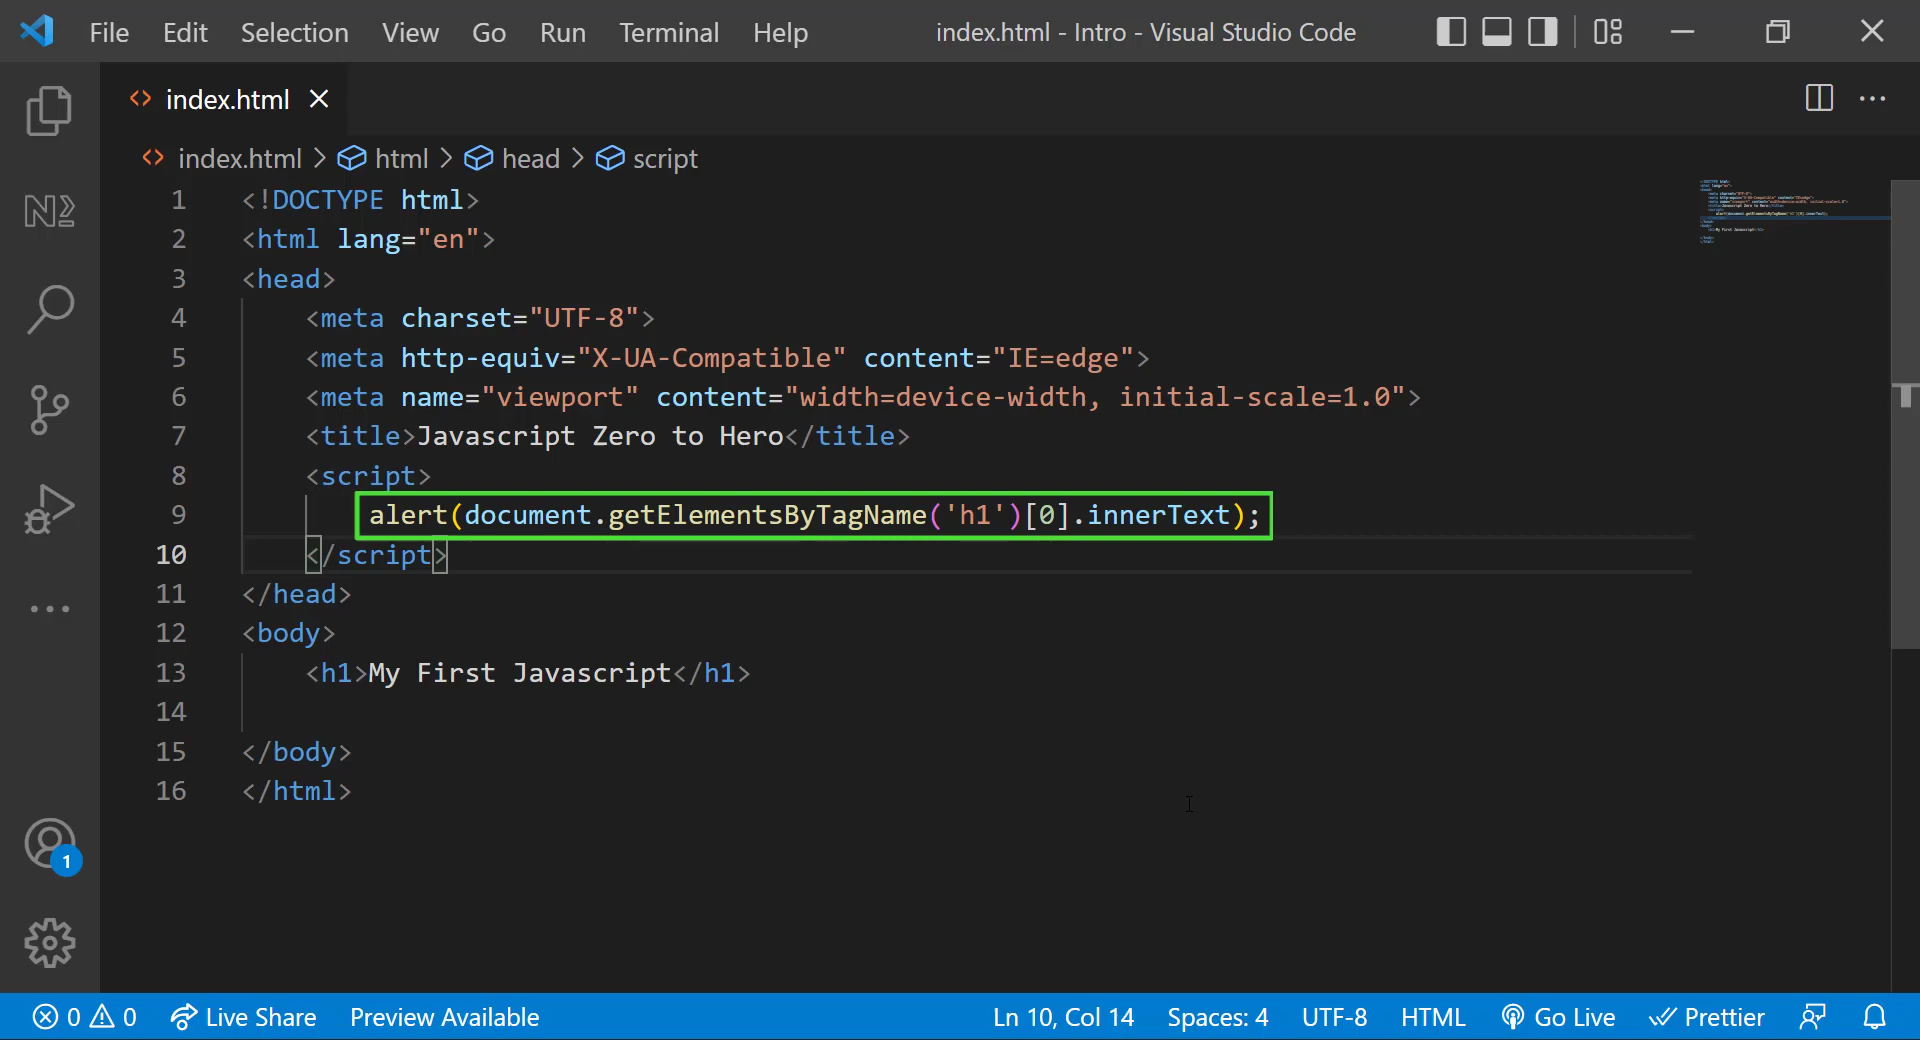 File Edit Selection View Go Run Terminal Help index.html - Intro - Visual Studio Code
index.html
index.html > html > head > script
1 <!DOCTYPE html>
2 <html lang="en">
3 <head>
4 <meta charset="UTF-8">
5 <meta http-equiv="X-UA-Compatible" content="IE=edge">
6 <meta name="viewport" content="width=device-width, initial-scale=1.0">
7 <title>Javascript Zero to Hero</title>
8 <script>
9 alert(document.getElementsByTagName('h1')[0].innerText);
10 </script>
11 </head>
12 <body>
13 <h1>My First Javascript</h1>
14
15 </body>
16 </html>
1
0 0 Live Share Preview Available Ln 10, Col 14 Spaces: 4 UTF-8 HTML Go Live Prettier